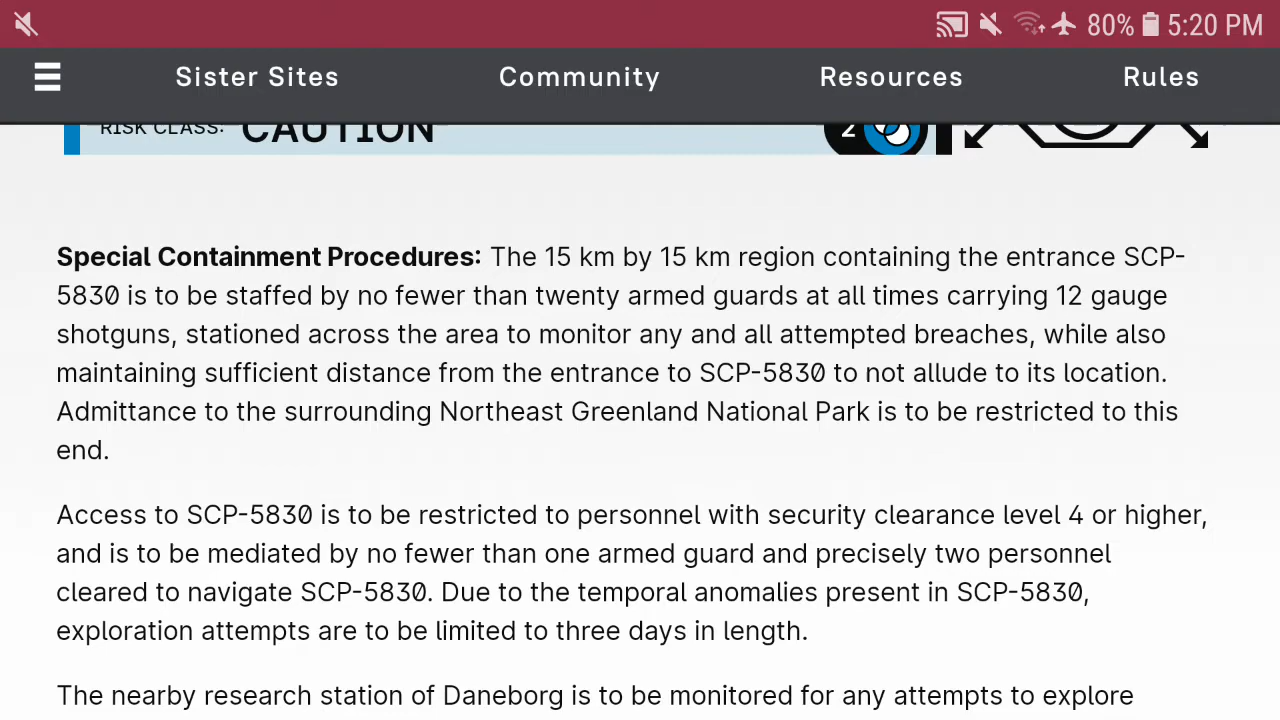 80% 5:20 PM
Sister Sites Community Resources Rules
RISK CLASS: CAUTION 2
Special Containment Procedures: The 15 km by 15 km region containing the entrance SCP-
5830 is to be staffed by no fewer than twenty armed guards at all times carrying 12 gauge
shotguns, stationed across the area to monitor any and all attempted breaches, while also
maintaining sufficient distance from the entrance to SCP-5830 to not allude to its location.
Admittance to the surrounding Northeast Greenland National Park is to be restricted to this
end.
Access to SCP-5830 is to be restricted to personnel with security clearance level 4 or higher,
and is to be mediated by no fewer than one armed guard and precisely two personnel
cleared to navigate SCP-5830. Due to the temporal anomalies present in SCP-5830,
exploration attempts are to be limited to three days in length.
The nearby research station of Daneborg is to be monitored for any attempts to explore